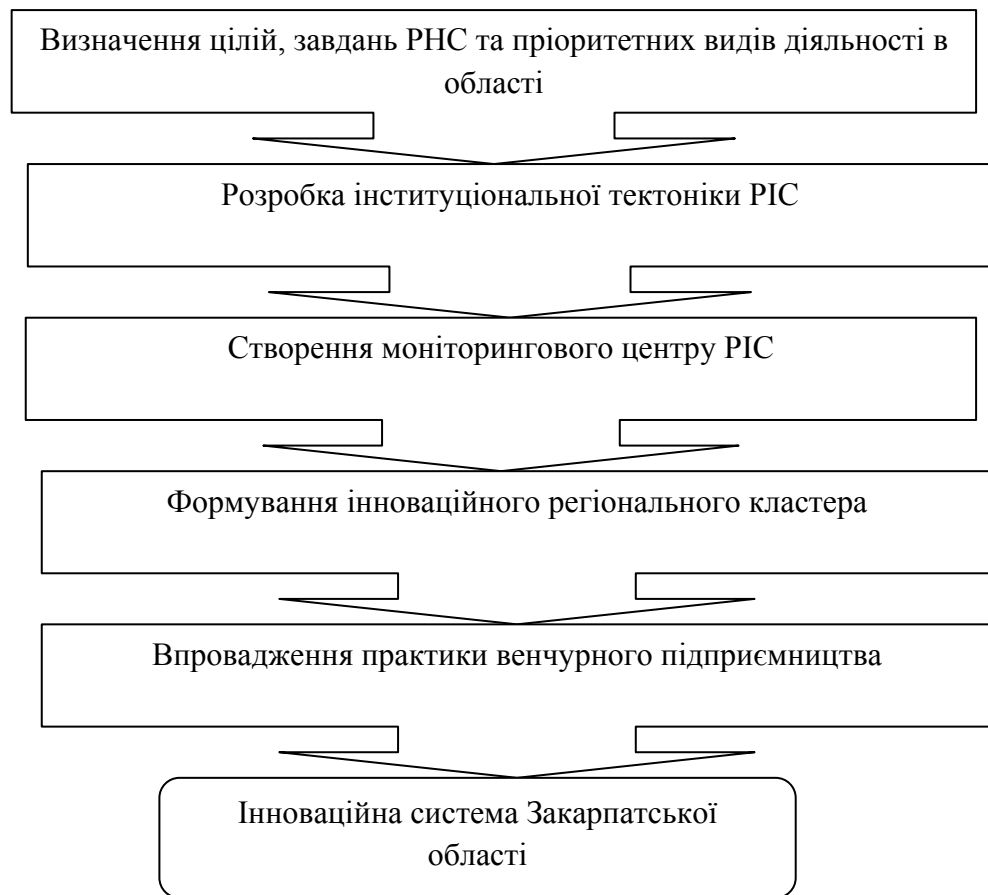 Визначення цілій, завдань РНС та пріоритетних видів діяльності в
області
Розробка інституціональної тектоніки РІС
Створення моніторингового центру РІС
Формування інноваційного регіонального кластера
Впровадження практики венчурного підприємництва
Інноваційна система Закарпатської
області